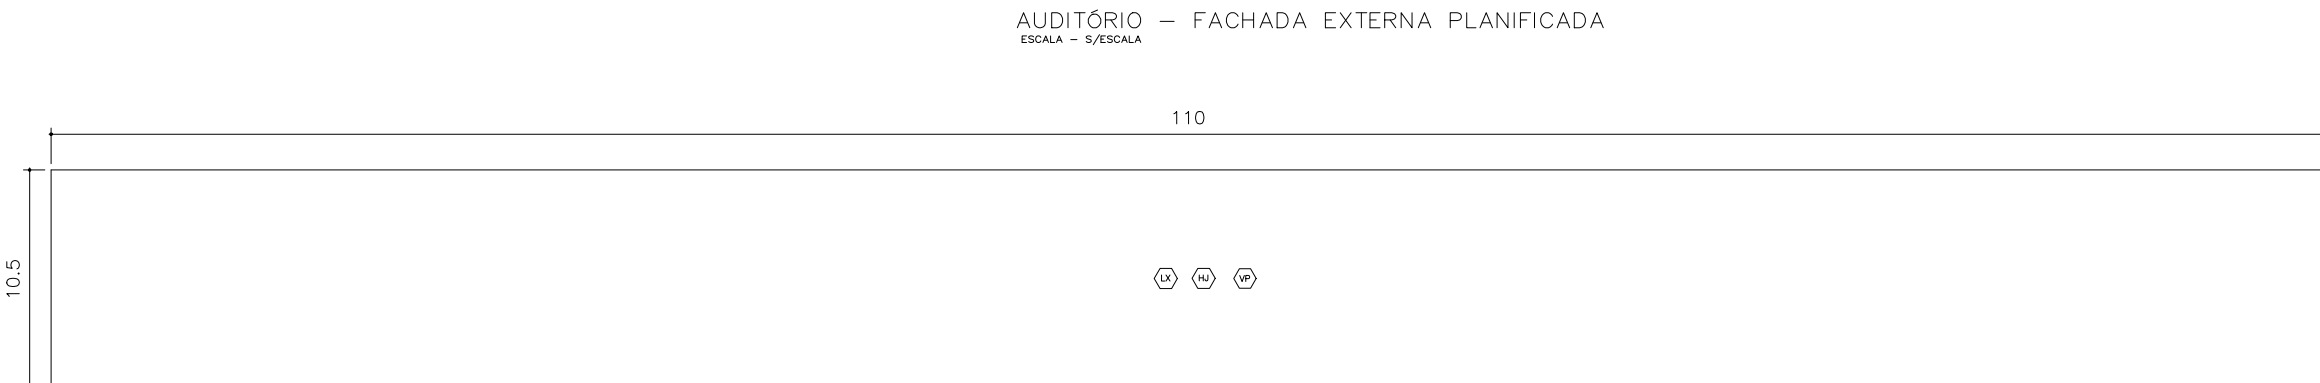 AUDITÓRIO – FACHADA EXTERNA PLANIFICADA
ESCALA – S/ESCALA
110
10.5
LX HJ VP